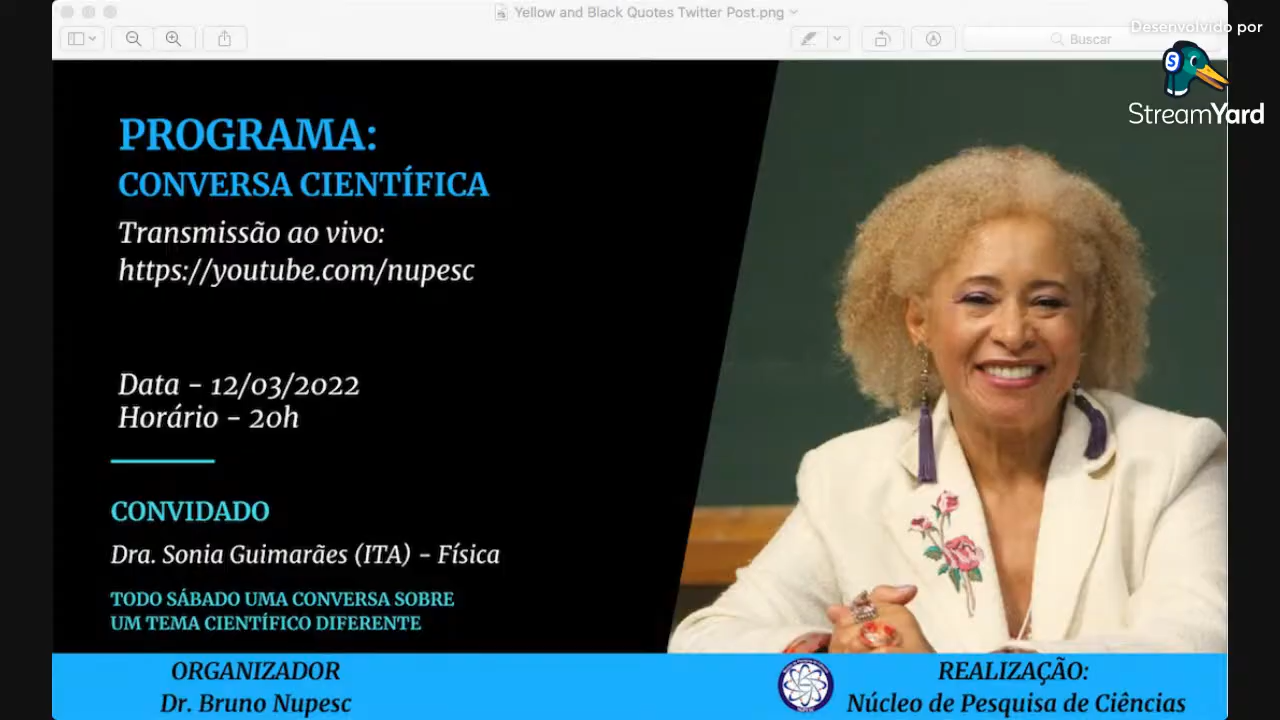 Yellow and Black Quotes Twitter Post.png
Buscar
Desenvolvido por
StreamYard
PROGRAMA:
CONVERSA CIENTÍFICA
Transmissão ao vivo:
https://youtube.com/nupesc
Data - 12/03/2022
Horário - 20h
CONVIDADO
Dra. Sonia Guimarães (ITA) - Física
TODO SÁBADO UMA CONVERSA SOBRE
UM TEMA CIENTÍFICO DIFERENTE
ORGANIZADOR
Dr. Bruno Nupesc
REALIZAÇÃO:
Núcleo de Pesquisa de Ciências